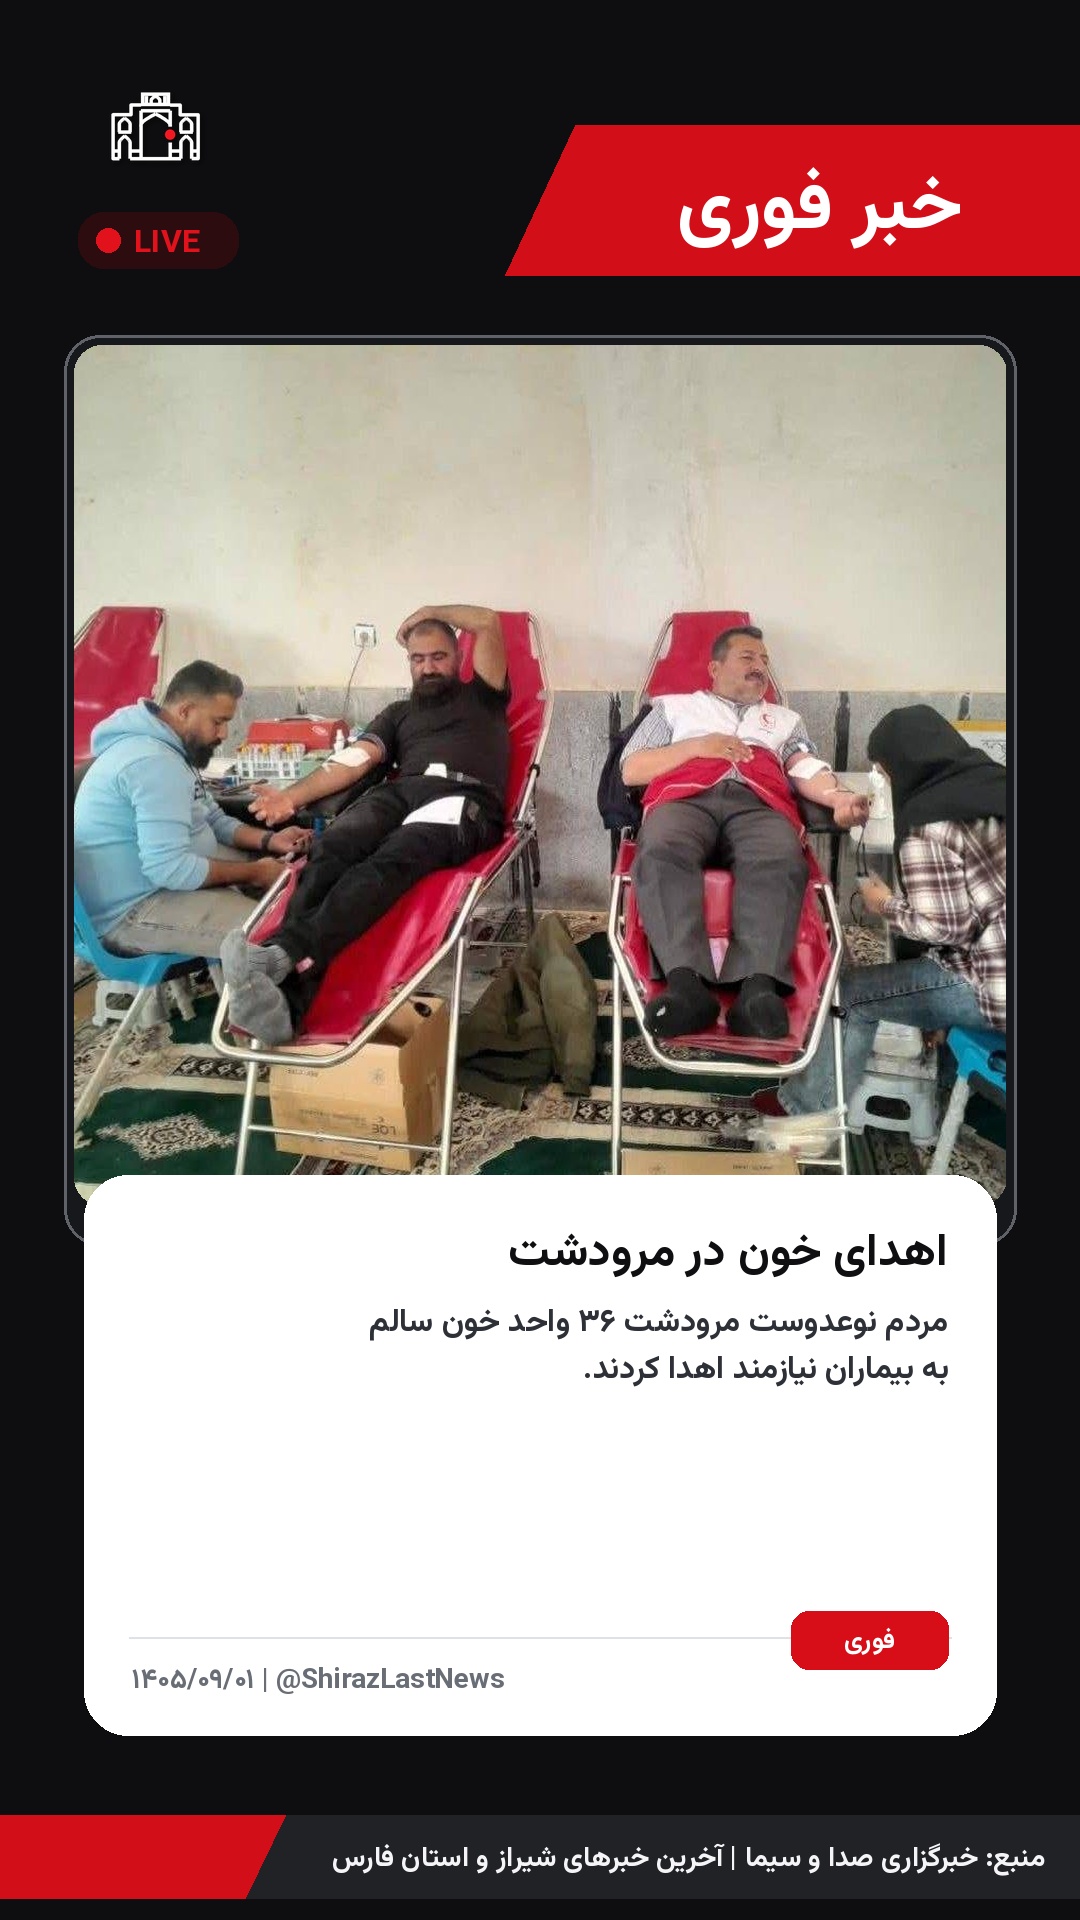 خبر فوری
LIVE
اهدای خون در مرودشت
مردم نوعدوست مرودشت ۳۶ واحد خون سالم
به بیماران نیازمند اهدا کردند.
فوری
۱۴۰۵/۰۹/۰۱ | @ShirazLastNews
منبع: خبرگزاری صدا و سیما | آخرین خبرهای شیراز و استان فارس